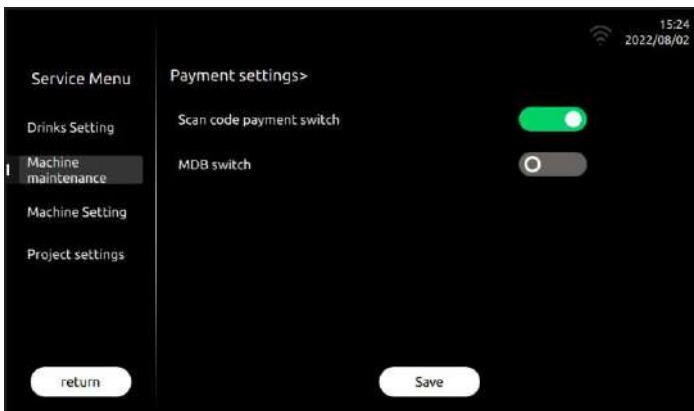 15:24
2022/08/02
Service Menu
Drinks Setting
Machine
maintenance
Machine Setting
Project settings
return
Payment settings>
Scan code payment switch
MDB switch
Save